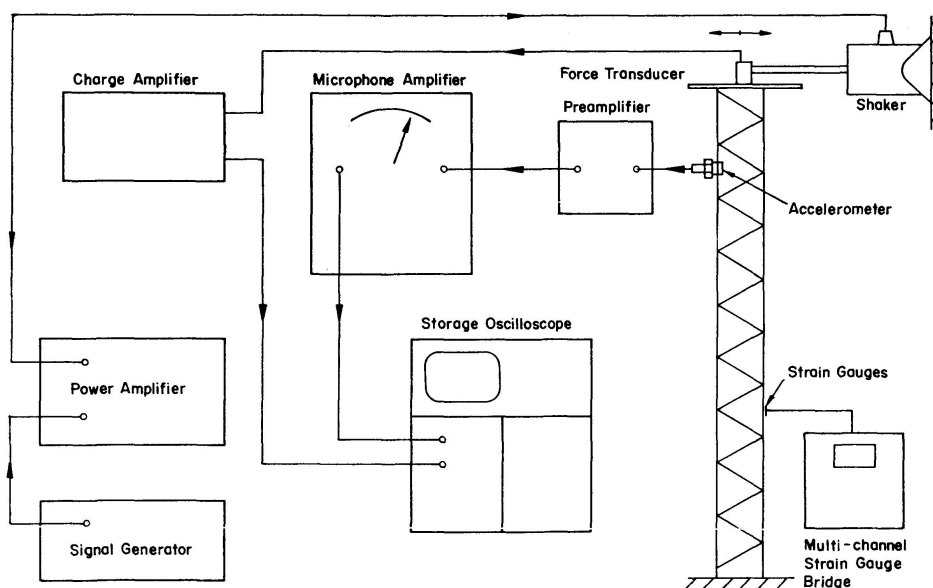 Charge Amplifier
Microphone Amplifier
Force Transducer
Preamplifier
Shaker
Accelerometer
Storage Oscilloscope
Power Amplifier
Strain Gauges
Signal Generator
Multi-channel
Strain Gauge
Bridge